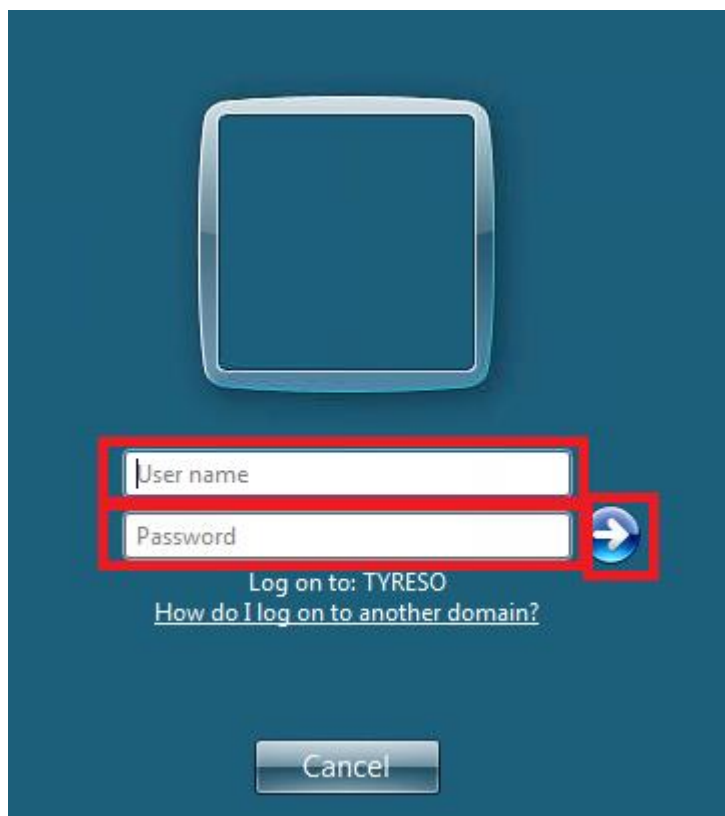 User name
Password
Log on to: TYRESO
How do I log on to another domain?
Cancel